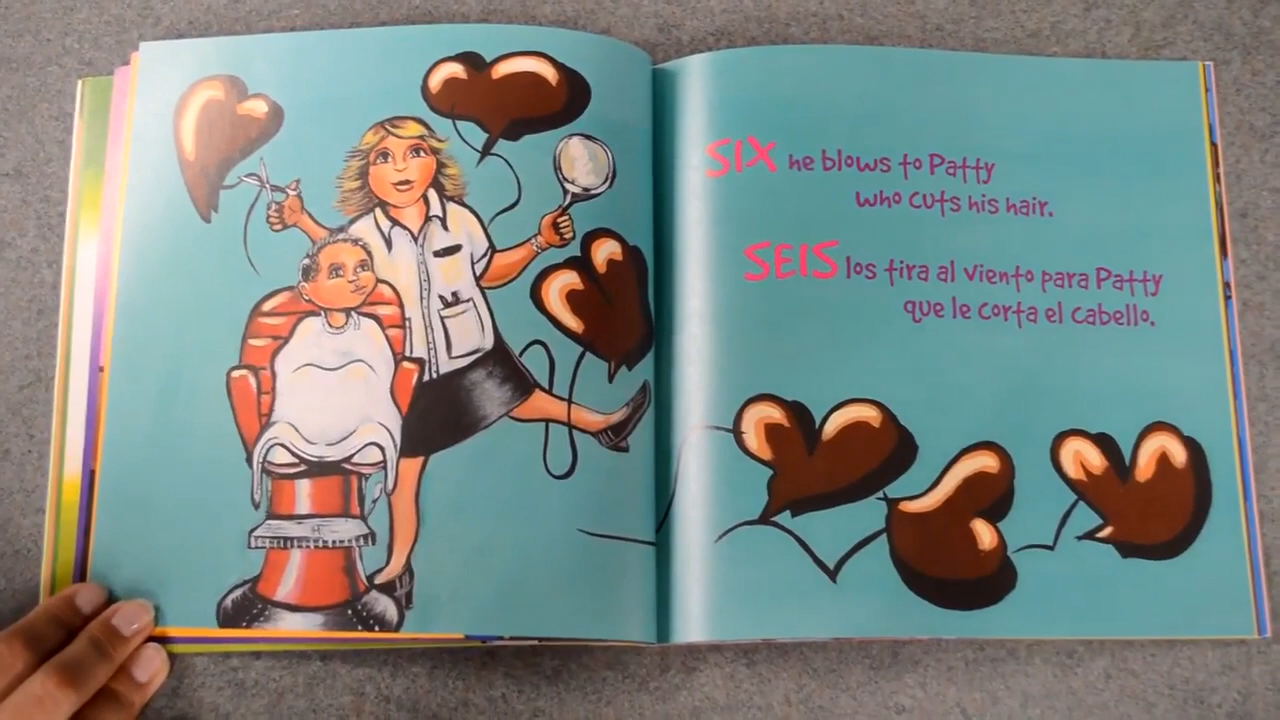 SIX he blows to Patty
who cuts his hair.
SEIS los tira al viento para Patty
que le corta el cabello.